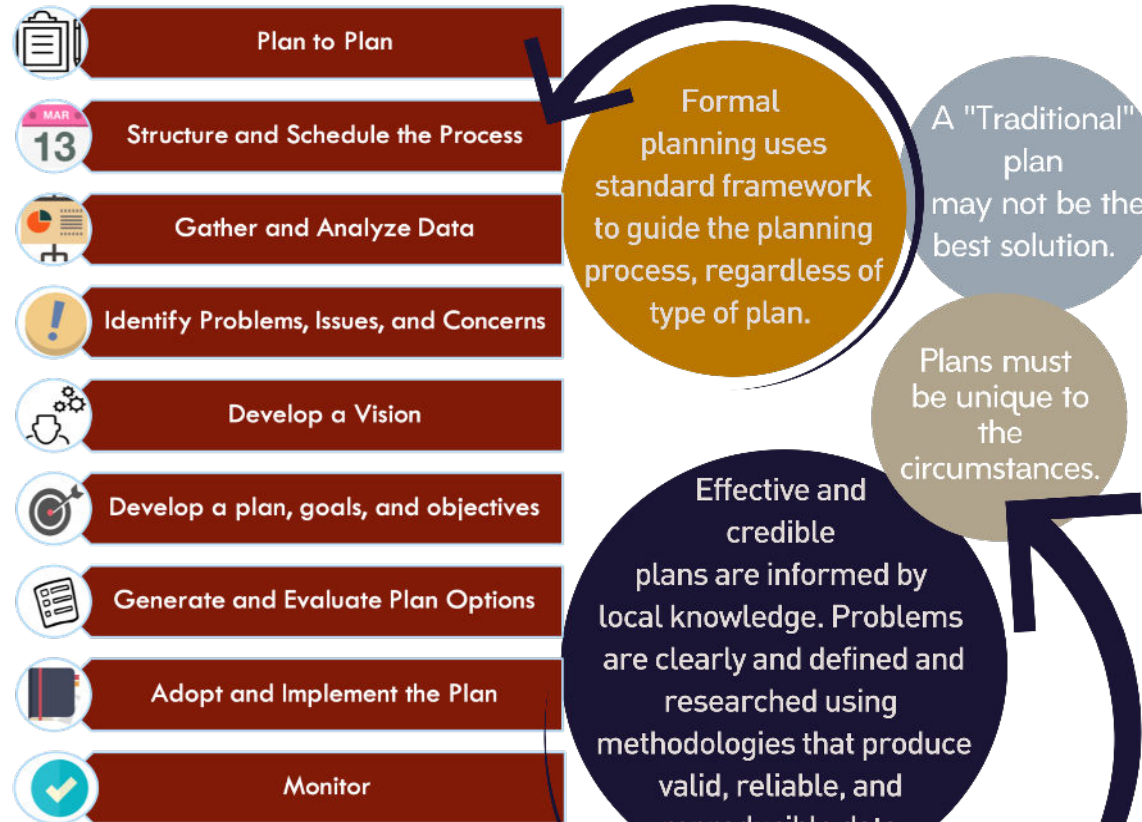 Plan to Plan
MAR
13
Structure and Schedule the Process
Gather and Analyze Data
Identify Problems, Issues, and Concerns
Develop a Vision
Develop a plan, goals, and objectives
Generate and Evaluate Plan Options
Adopt and Implement the Plan
Monitor
Formal
planning uses
standard framework
to guide the planning
process, regardless of
type of plan.
A "Traditional"
plan
may not be the
best solution.
Plans must
be unique to
the
circumstances.
Effective and
credible
plans are informed by
local knowledge. Problems
are clearly and defined and
researched using
methodologies that produce
valid, reliable, and